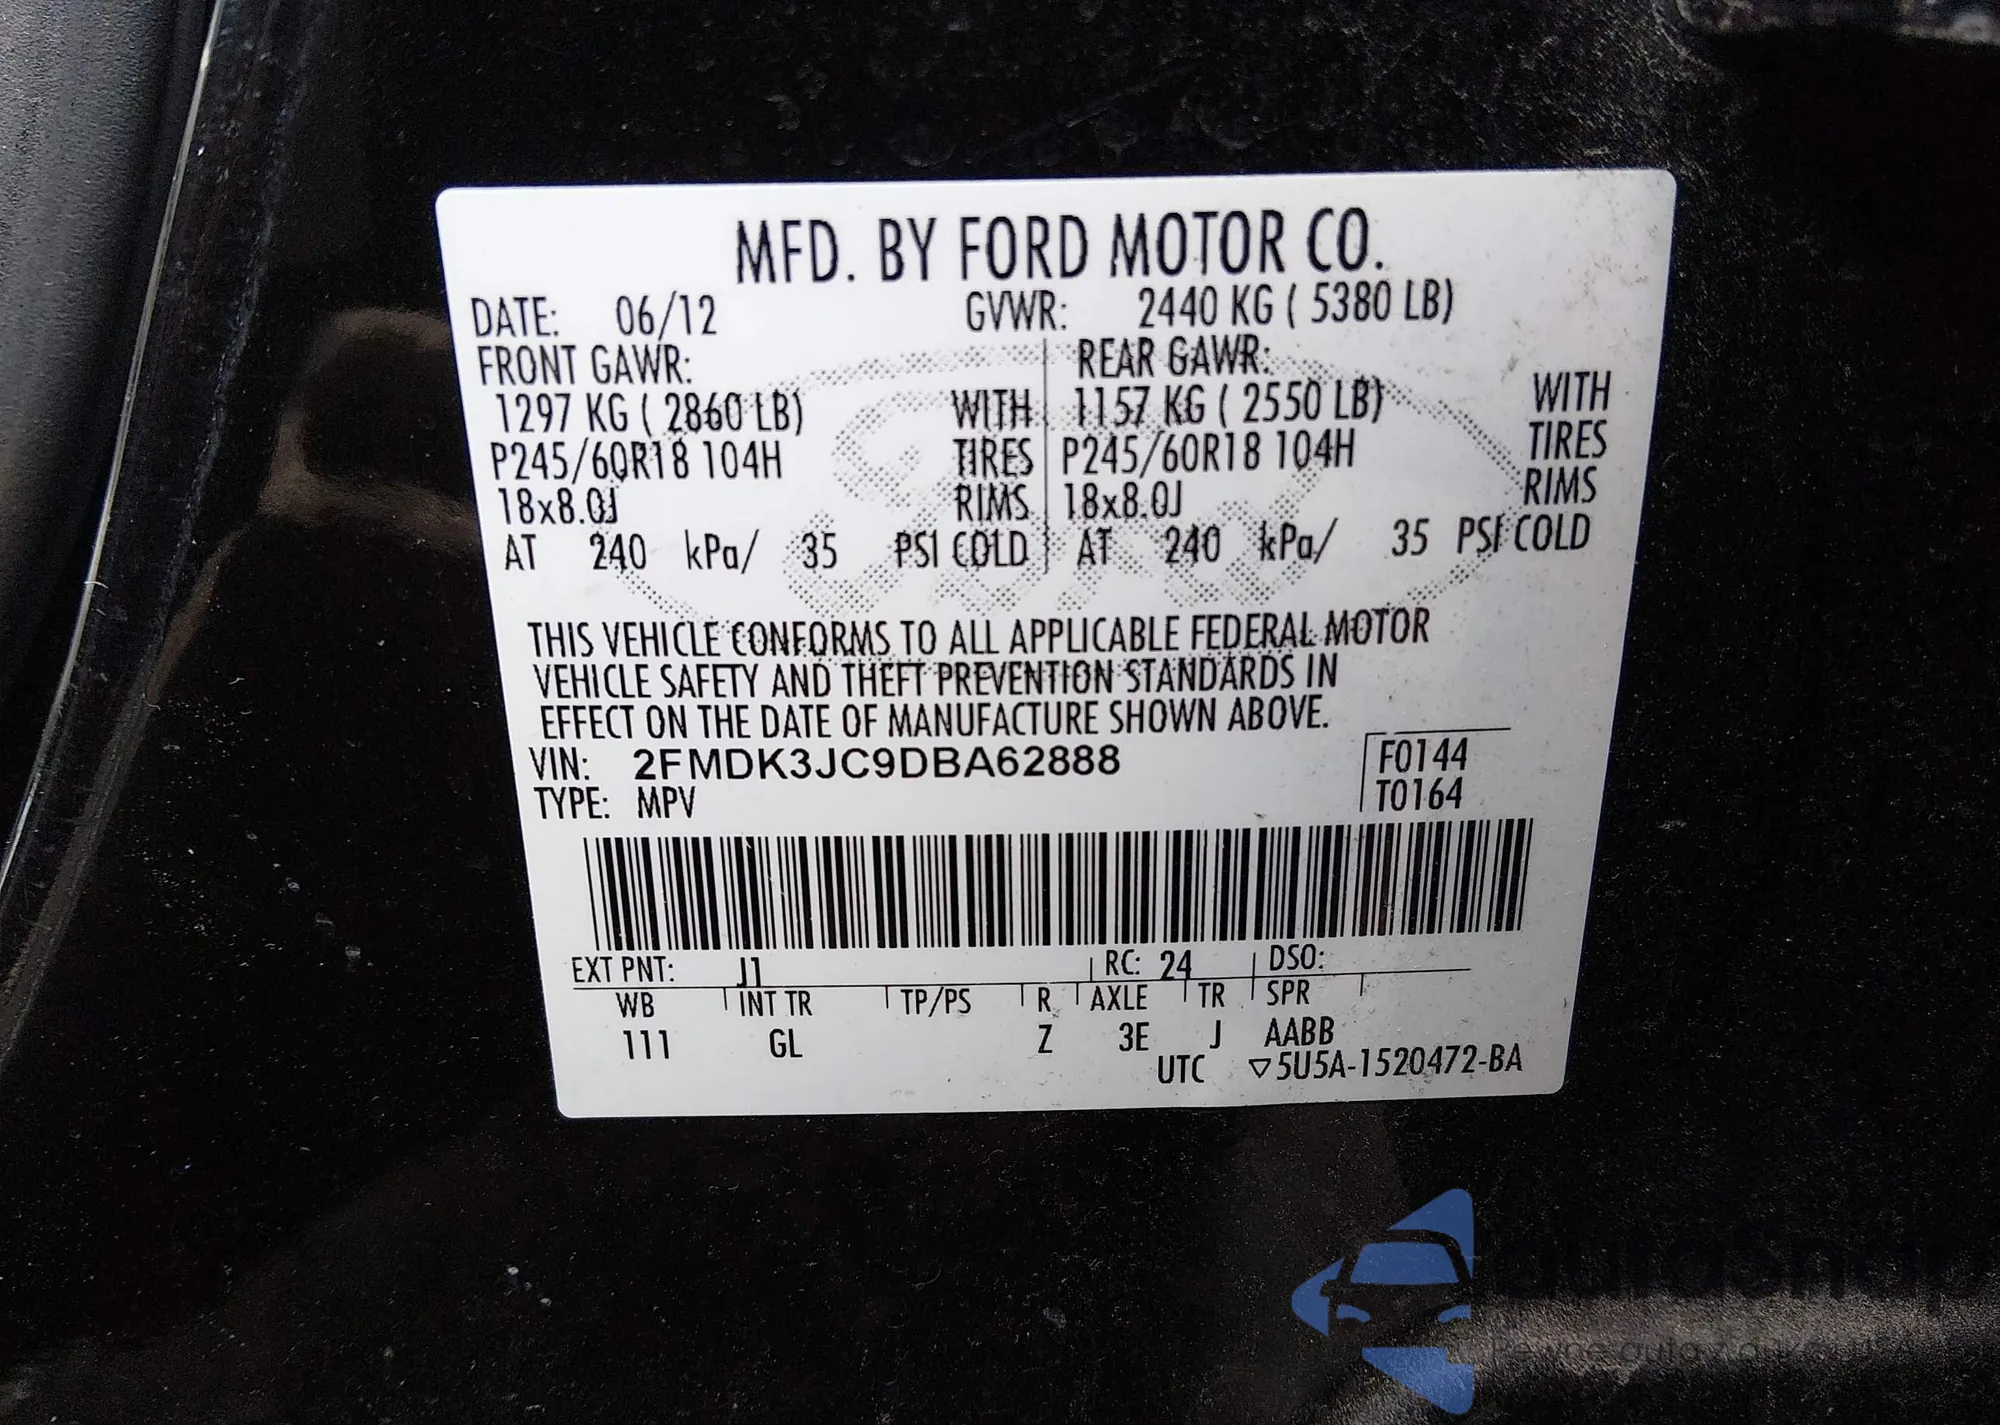 MFD. BY FORD MOTOR CO.
DATE: 06/12 GVWR: 2440 KG ( 5380 LB)
FRONT GAWR: REAR GAWR:
1297 KG ( 2860 LB) WITH 1157 KG ( 2550 LB) WITH
P245/60R18 104H TIRES P245/60R18 104H TIRES
18x8.0J RIMS 18x8.0J RIMS
AT 240 kPa/ 35 PSI COLD AT 240 kPa/ 35 PSI COLD
THIS VEHICLE CONFORMS TO ALL APPLICABLE FEDERAL MOTOR
VEHICLE SAFETY AND THEFT PREVENTION STANDARDS IN
EFFECT ON THE DATE OF MANUFACTURE SHOWN ABOVE.
VIN: 2FMDK3JC9DBA62888 F0144
TYPE: MPV T0164
EXT PNT: J1 RC: 24 DSO:
WB INT TR TP/PS R AXLE TR SPR
111 GL Z 3E J AABB
UTC ▽5U5A-1520472-BA